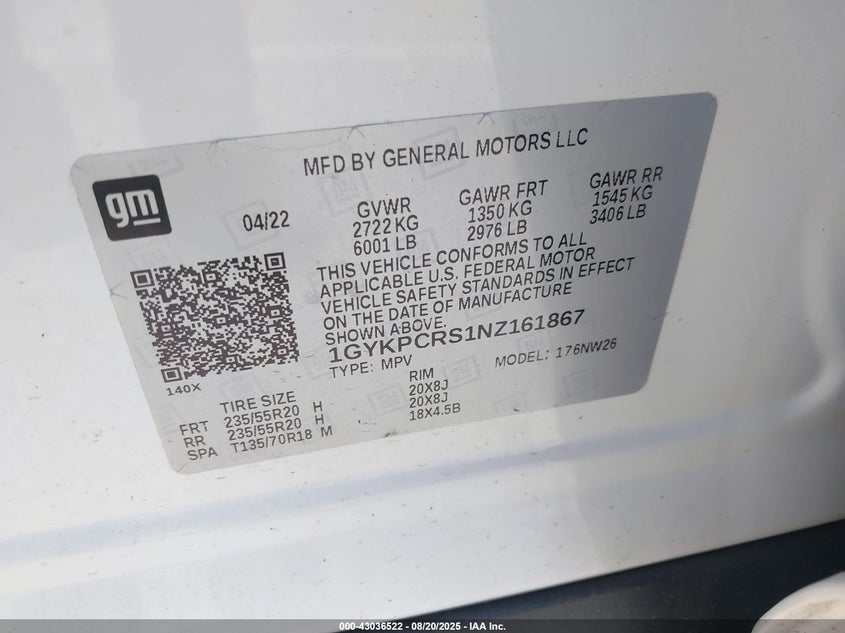 MFD BY GENERAL MOTORS LLC
gm
04/22
GVWR
2722 KG
6001 LB
GAWR FRT
1350 KG
2976 LB
GAWR RR
1545 KG
3406 LB
THIS VEHICLE CONFORMS TO ALL
APPLICABLE U.S. FEDERAL MOTOR
VEHICLE SAFETY STANDARDS IN EFFECT
ON THE DATE OF MANUFACTURE
SHOWN ABOVE.
1GYKPCRS1NZ161867
TYPE: MPV
MODEL: 176NW26
140X
TIRE SIZE
RIM
FRT 235/55R20 H 20X8J
RR 235/55R20 H 20X8J
SPA T135/70R18 M 18X4.5B
000-43036522 - 08/20/2025 - IAA Inc.